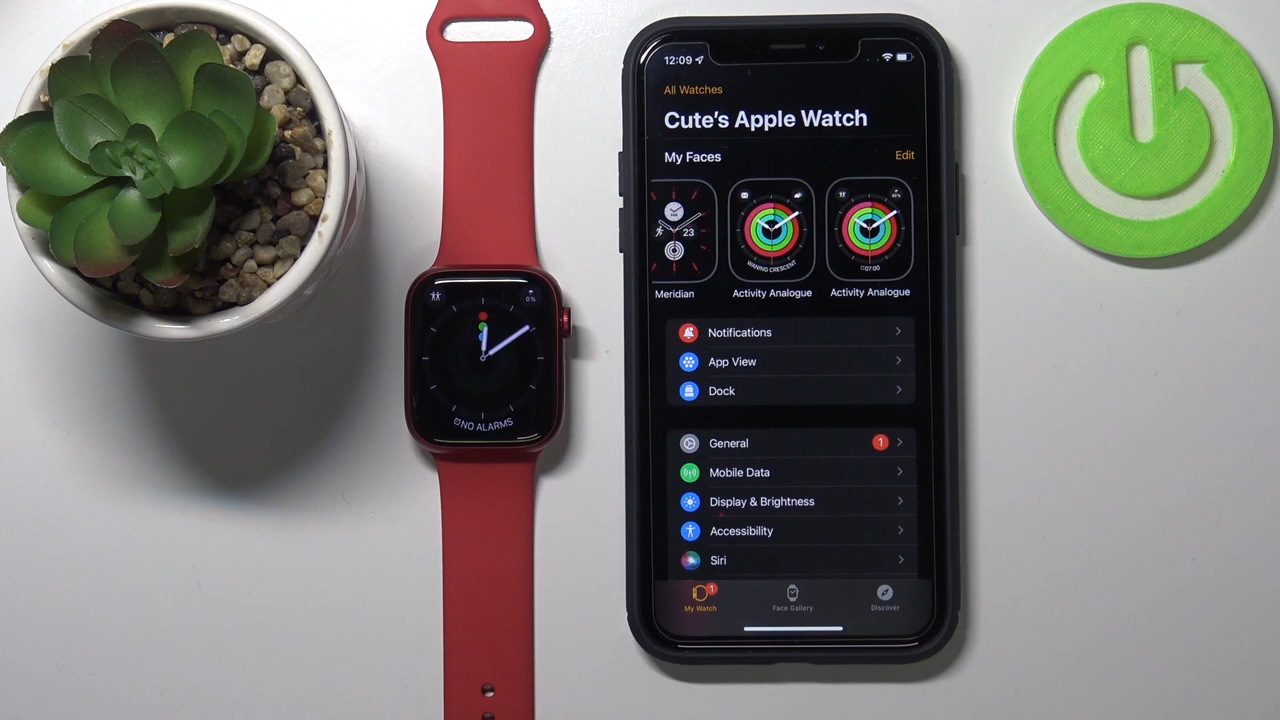 0%
NO ALARMS
12:09
All Watches
Cute's Apple Watch
My Faces
Edit
23
WANING CRESCENT
07:00
Meridian
Activity Analogue
Activity Analogue
Notifications
App View
Dock
General
1
Mobile Data
Display & Brightness
Accessibility
Siri
1
My Watch
Face Gallery
Discover